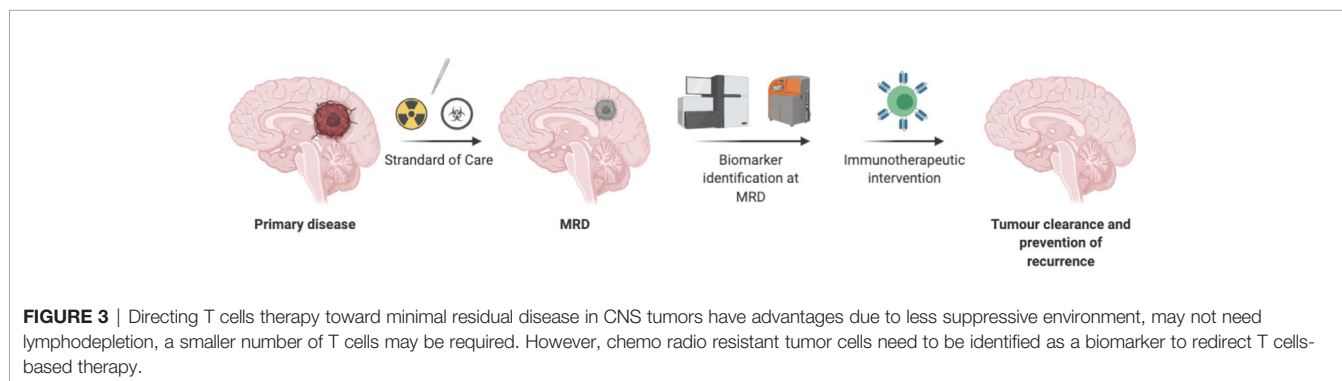 Strandard of Care
Biomarker
identification at
MRD
Immunotherapeutic
intervention
Primary disease
MRD
Tumour clearance and
prevention of
recurrence
FIGURE 3 | Directing T cells therapy toward minimal residual disease in CNS tumors have advantages due to less suppressive environment, may not need
lymphodepletion, a smaller number of T cells may be required. However, chemo radio resistant tumor cells need to be identified as a biomarker to redirect T cells-
based therapy.